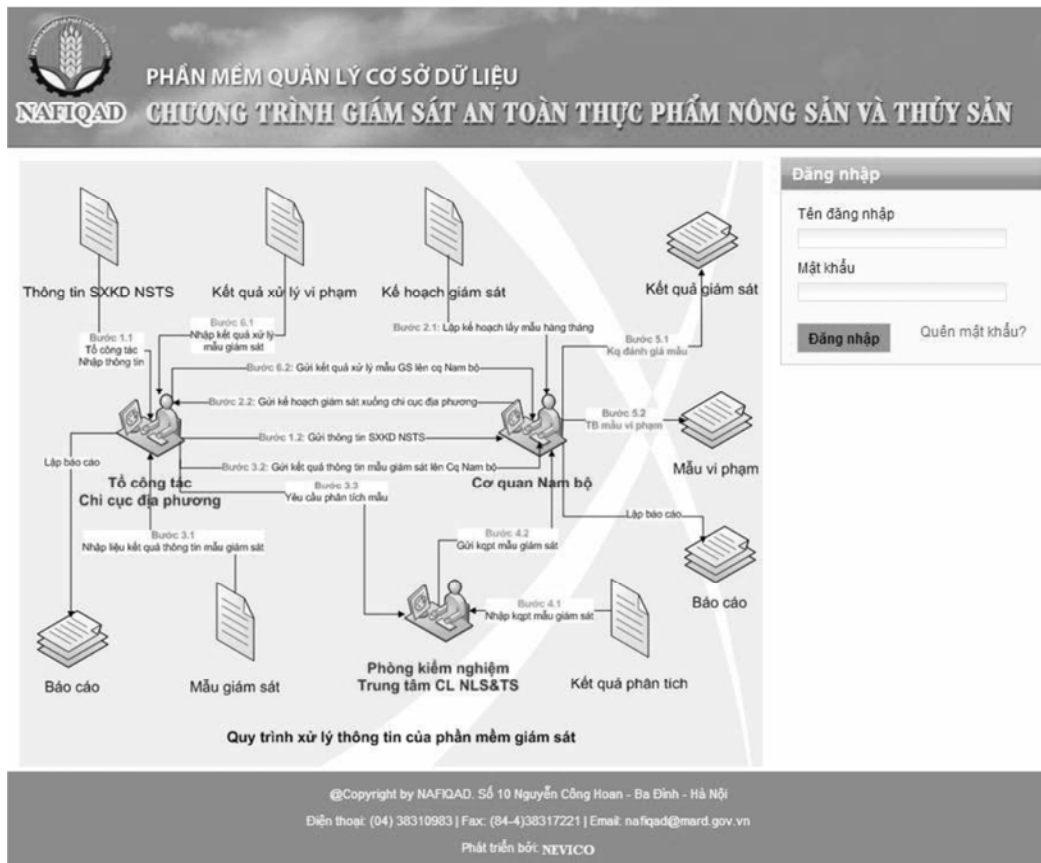 NAFIQAD
PHẦN MỀM QUẢN LÝ CƠ SỞ DỮ LIỆU
CHƯƠNG TRÌNH GIÁM SÁT AN TOÀN THỰC PHẨM NÔNG SẢN VÀ THỦY SẢN
Đăng nhập
Tên đăng nhập
Mật khẩu
Đăng nhập
Quên mật khẩu?
Thông tin SXKD NSTS
Kết quả xử lý vi phạm
Kế hoạch giám sát
Kết quả giám sát
Bước 1.1
Tổ công tác
Nhập thông tin
Bước 6.1
Nhập kết quả xử lý
mẫu giám sát
Bước 2.1: Lập kế hoạch lấy mẫu hàng tháng
Bước 5.1
Kq đánh giá mẫu
Bước 6.2: Gửi kết quả xử lý mẫu GS lên cq Nam bộ
Bước 2.2: Gửi kế hoạch giám sát xuống chi cục địa phương
Bước 5.2
TB mẫu vi phạm
Bước 1.2: Gửi thông tin SXKD NSTS
Mẫu vi phạm
Lập báo cáo
Bước 3.2: Gửi kết quả thông tin mẫu giám sát lên Cq Nam bộ
Tổ công tác
Chi cục địa phương
Cơ quan Nam bộ
Bước 3.3
Yêu cầu phân tích mẫu
Lập báo cáo
Bước 3.1
Nhập liệu kết quả thông tin mẫu giám sát
Bước 4.2
Gửi kqpt mẫu giám sát
Báo cáo
Bước 4.1
Nhập kqpt mẫu giám sát
Báo cáo
Mẫu giám sát
Phòng kiểm nghiệm
Trung tâm CL NLS&TS
Kết quả phân tích
Quy trình xử lý thông tin của phần mềm giám sát
@Copyright by NAFIQAD. Số 10 Nguyễn Công Hoan - Ba Đình - Hà Nội
Điện thoại: (04) 38310983 | Fax: (84-4)38317221 | Email: nafiqad@mard.gov.vn
Phát triển bởi: NEVICO